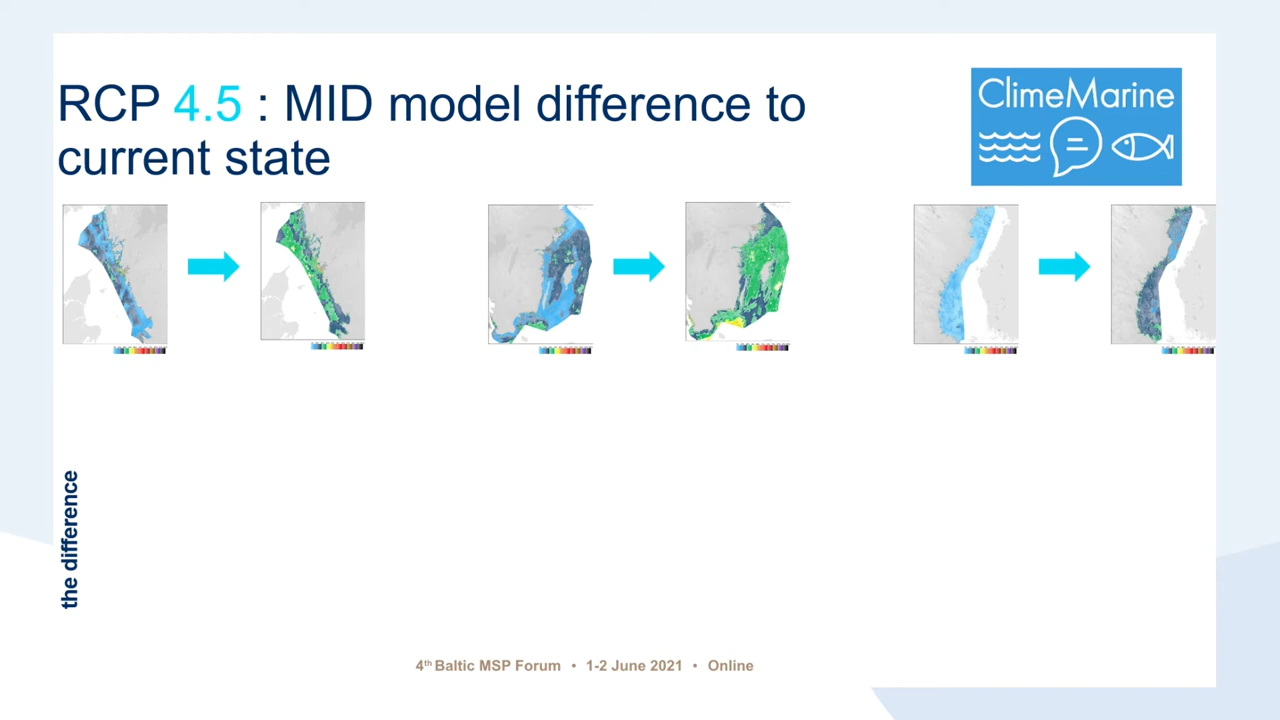 RCP 4.5 : MID model difference to
current state
ClimeMarine
the difference
4th Baltic MSP Forum • 1-2 June 2021 • Online